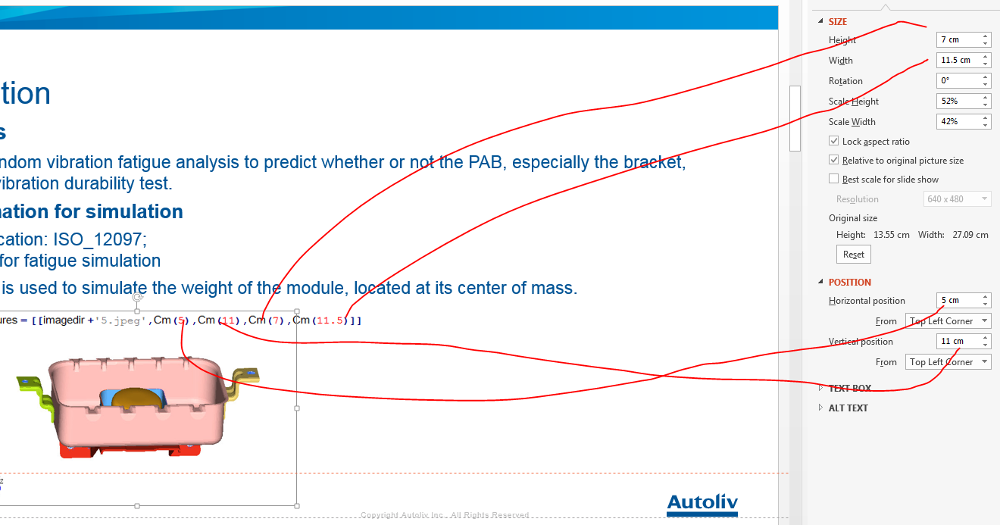 tion
s
ndom vibration fatigue analysis to predict whether or not the PAB, especially the bracket,
vibration durability test.
ation for simulation
cation: ISO_12097;
for fatigue simulation
is used to simulate the weight of the module, located at its center of mass.
ures = [[imagedir +'5.jpeg',Cm(5),Cm(11),Cm(7),Cm(11.5)]]
z
Autoliv
Copyright Autoliv Inc., All Rights Reserved
SIZE
Height 7 cm
Width 11.5 cm
Rotation 0°
Scale Height 52%
Scale Width 42%
Lock aspect ratio
Relative to original picture size
Best scale for slide show
Resolution 640 x 480
Original size
Height: 13.55 cm Width: 27.09 cm
Reset
POSITION
Horizontal position 5 cm
From Top Left Corner
Vertical position 11 cm
From Top Left Corner
TEXT BOX
ALT TEXT